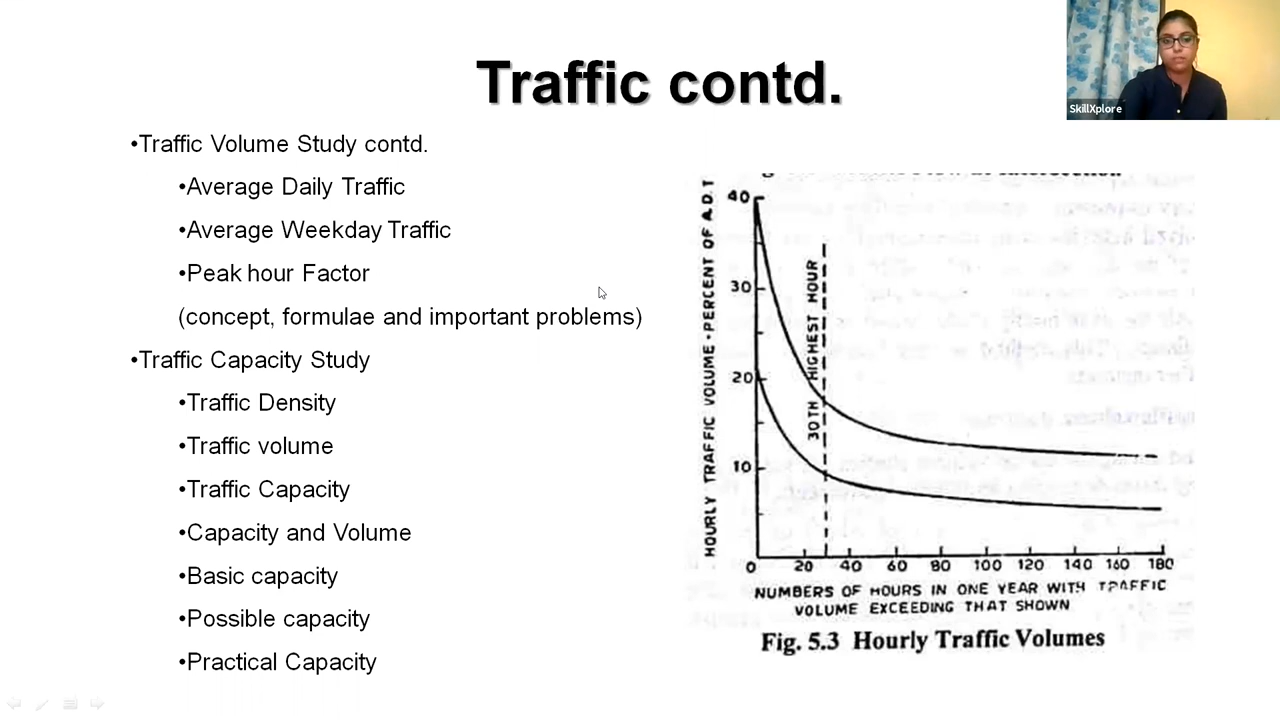 Traffic contd.
SkillXplore
•Traffic Volume Study contd.
•Average Daily Traffic
•Average Weekday Traffic
•Peak hour Factor
(concept, formulae and important problems)
•Traffic Capacity Study
•Traffic Density
•Traffic volume
•Traffic Capacity
•Capacity and Volume
•Basic capacity
•Possible capacity
•Practical Capacity
HOURLY TRAFFIC VOLUME - PERCENT OF A.D.T
40
30
20
10
30TH HIGHEST HOUR
0 20 40 60 80 100 120 140 160 180
NUMBERS OF HOURS IN ONE YEAR WITH TRAFFIC
VOLUME EXCEEDING THAT SHOWN
Fig. 5.3 Hourly Traffic Volumes